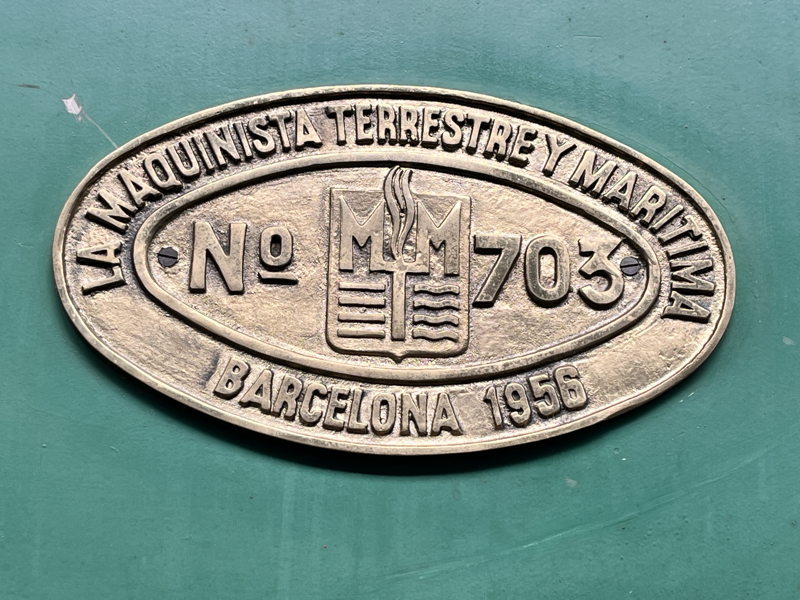 LA MAQUINISTA TERRESTRE Y MARITIMA
Nº MTM 703
BARCELONA 1956